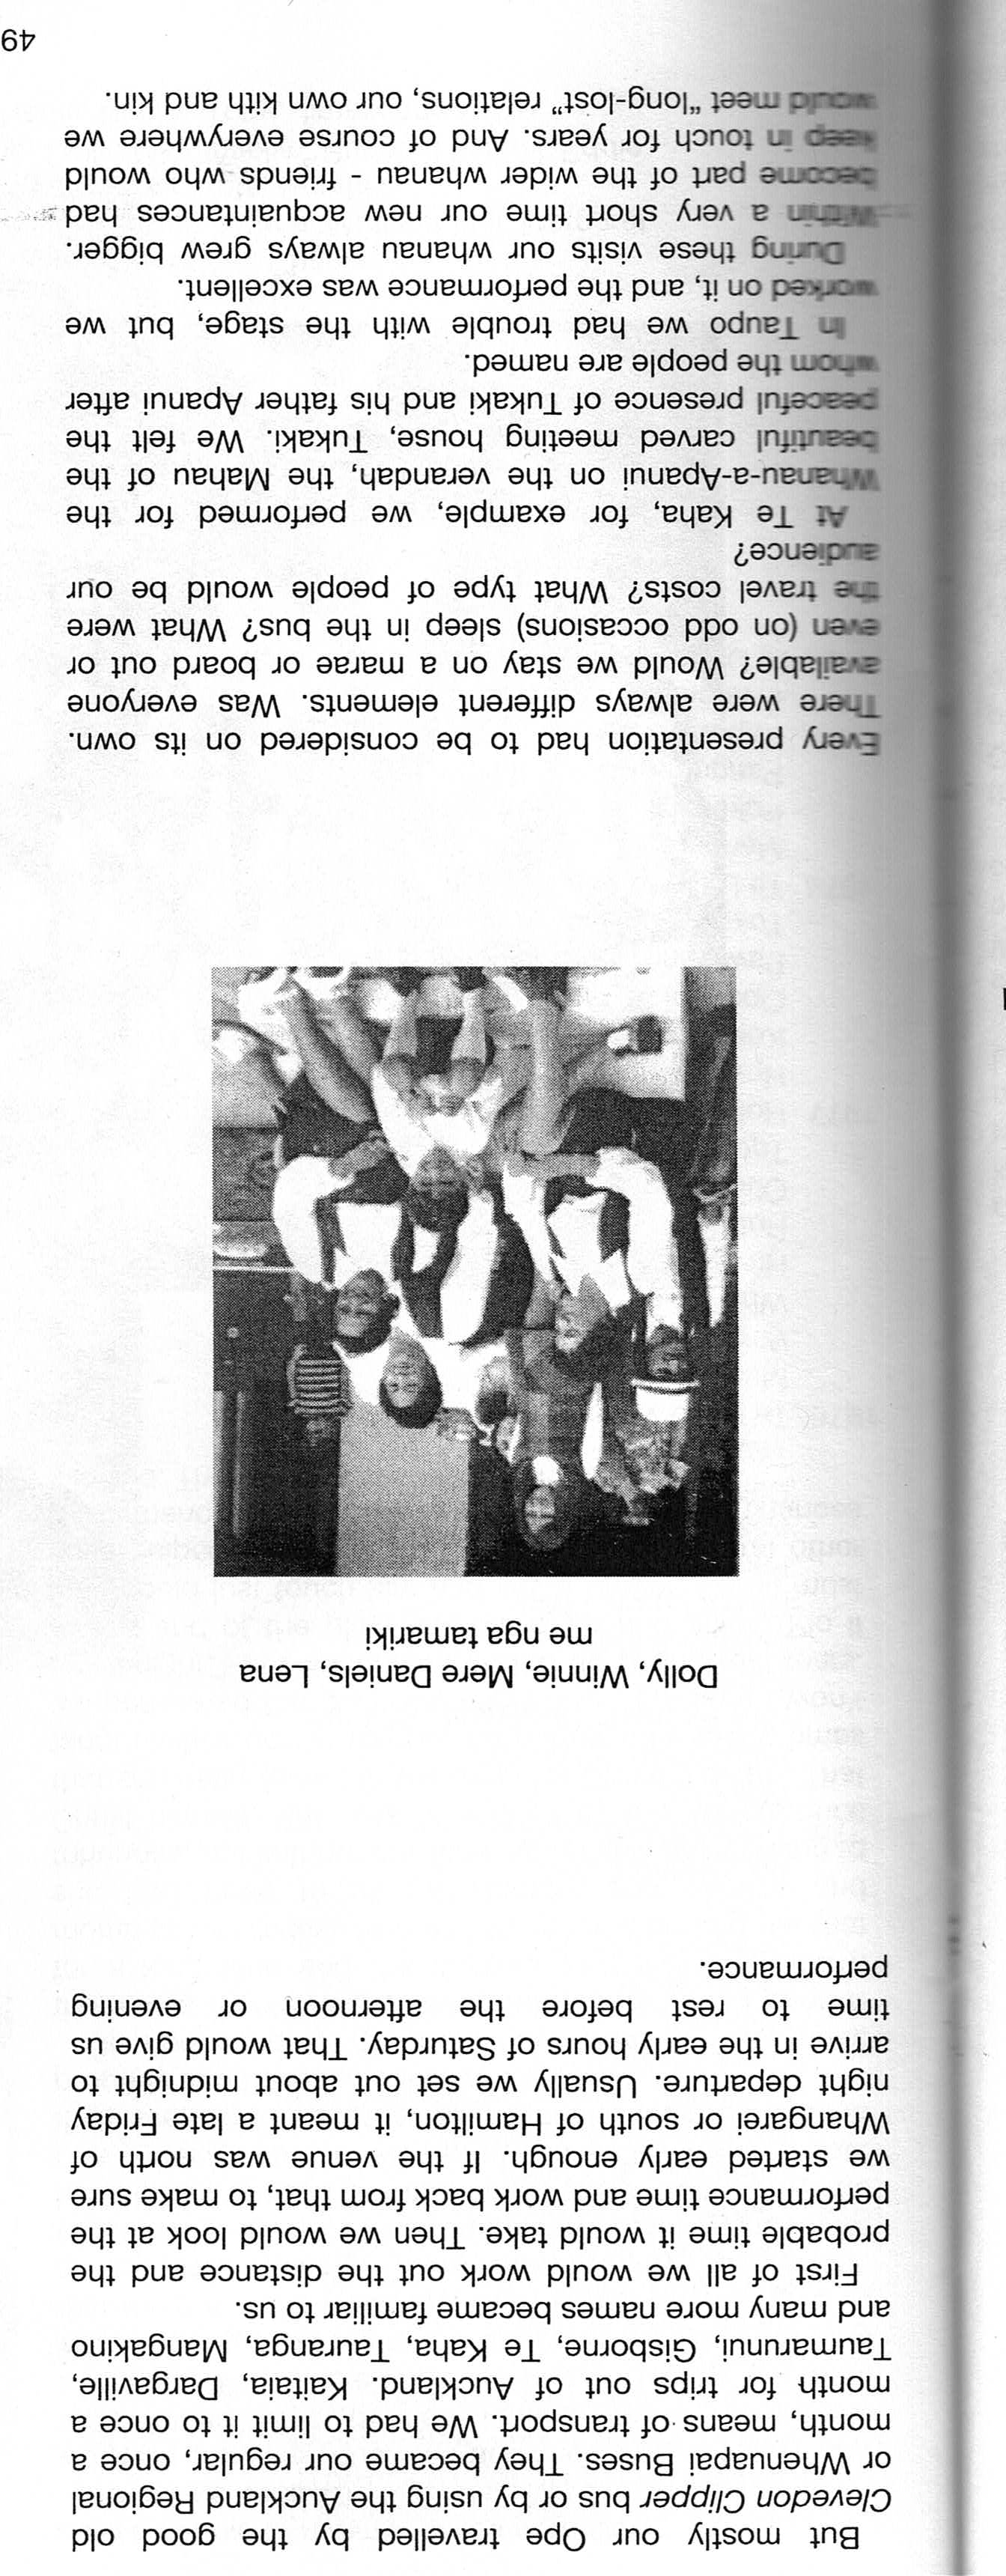 But mostly our Ope travelled by the good old
Clevedon Clipper bus or by using the Auckland Regional
or Whenuapai Buses. They became our regular, once a
month, means of transport. We had to limit it to once a
month for trips out of Auckland. Kaitaia, Dargaville,
Taumarunui, Gisborne, Te Kaha, Tauranga, Mangakino
and many more names became familiar to us.
First of all we would work out the distance and the
probable time it would take. Then we would look at the
performance time and work back from that, to make sure
we started early enough. If the venue was north of
Whangarei or south of Hamilton, it meant a late Friday
night departure. Usually we set out about midnight to
arrive in the early hours of Saturday. That would give us
time to rest before the afternoon or evening
performance.
Dolly, Winnie, Mere Daniels, Lena
me nga tamariki
Every presentation had to be considered on its own.
There were always different elements. Was everyone
available? Would we stay on a marae or board out or
even (on odd occasions) sleep in the bus? What were
the travel costs? What type of people would be our
audience?
At Te Kaha, for example, we performed for the
Whanau-a-Apanui on the verandah, the Mahau of the
beautiful carved meeting house, Tukaki. We felt the
peaceful presence of Tukaki and his father Apanui after
whom the people are named.
In Taupo we had trouble with the stage, but we
worked on it, and the performance was excellent.
During these visits our whanau always grew bigger.
Within a very short time our new acquaintances had
become part of the wider whanau - friends who would
keep in touch for years. And of course everywhere we
would meet “long-lost” relations, our own kith and kin.
49